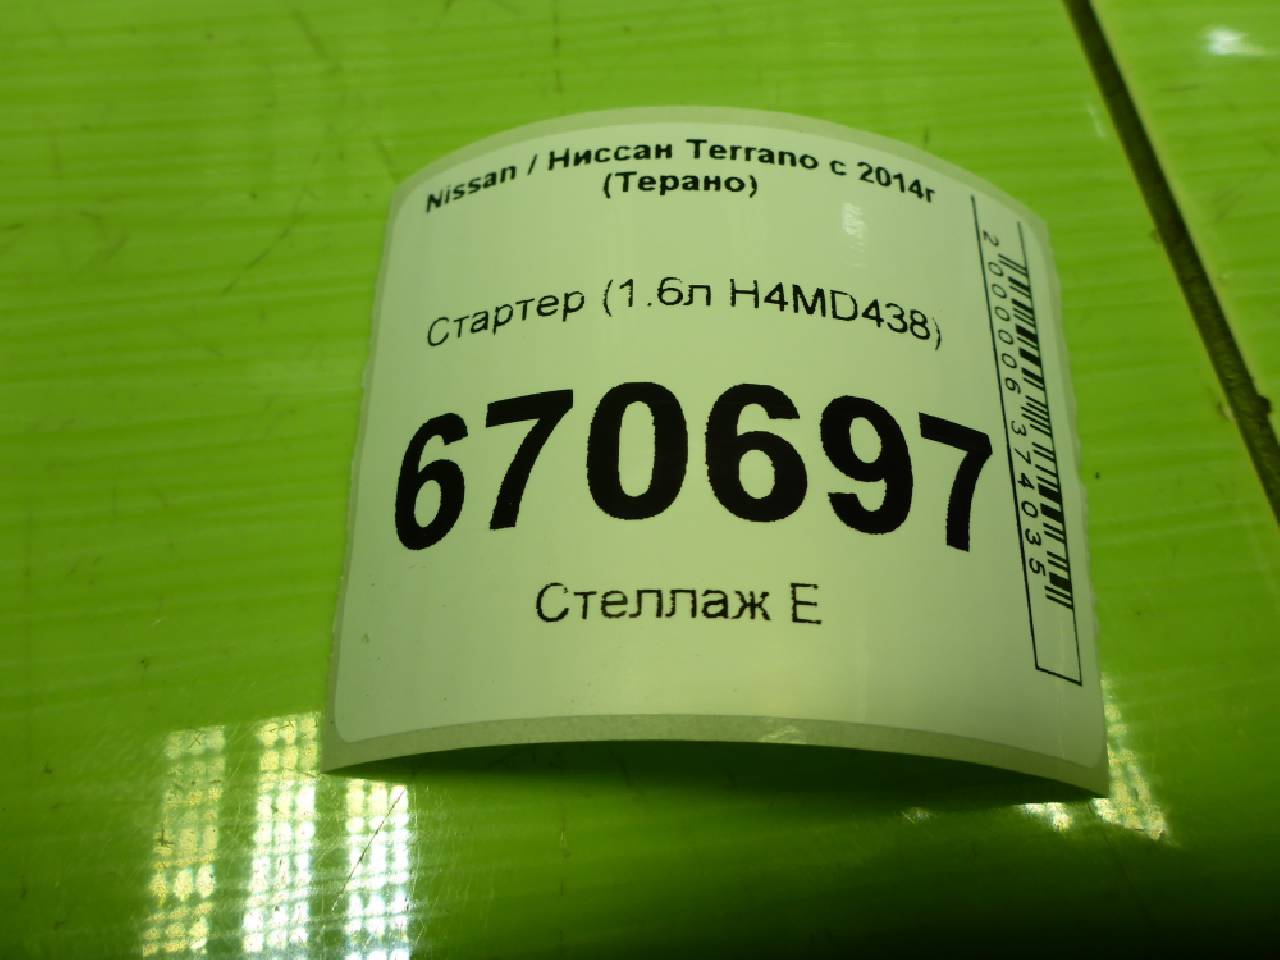 Nissan / Ниссан Terrano с 2014г
(Терано)
Стартер (1.6л H4MD438)
670697
Стеллаж Е
2000006374035